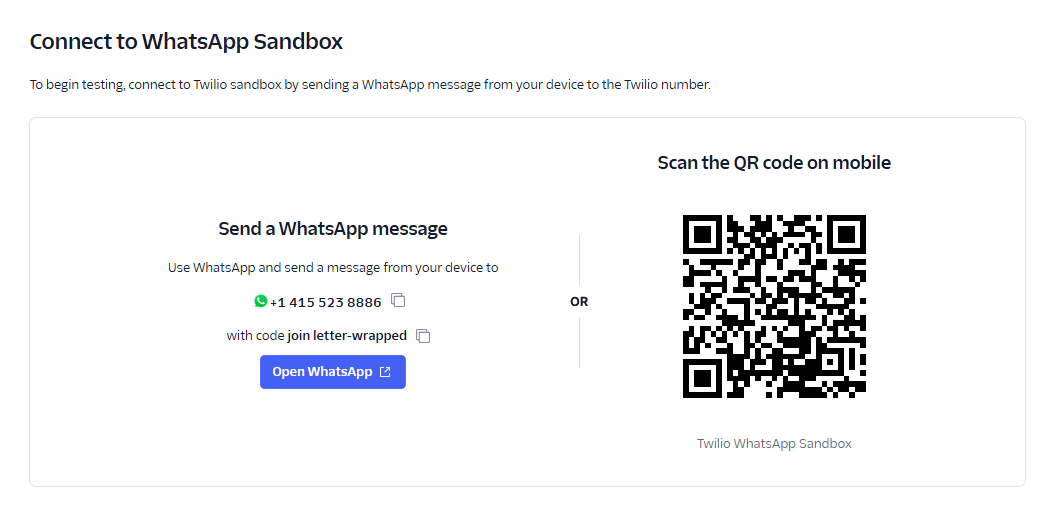 Connect to WhatsApp Sandbox
To begin testing, connect to Twilio sandbox by sending a WhatsApp message from your device to the Twilio number.
Send a WhatsApp message
Use WhatsApp and send a message from your device to
+1 415 523 8886
with code join letter-wrapped
Open WhatsApp
OR
Scan the QR code on mobile
Twilio WhatsApp Sandbox